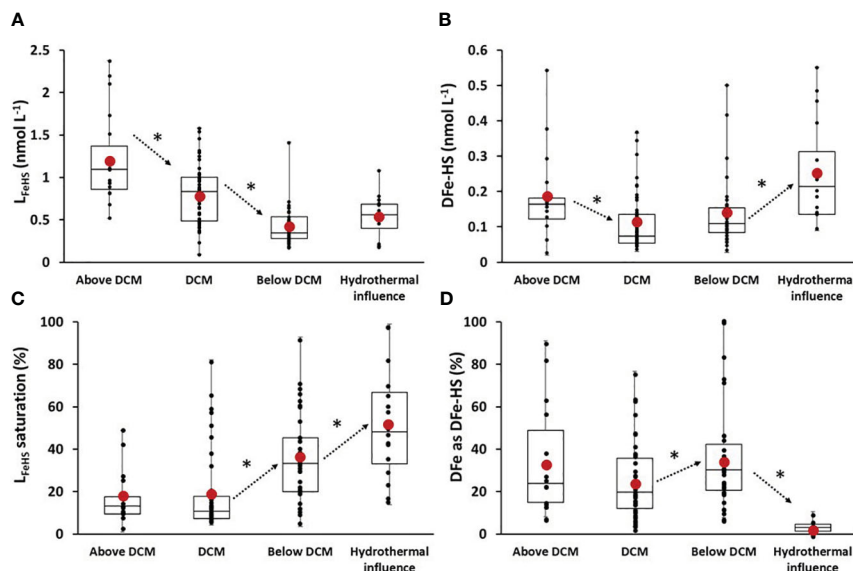 A
L_FeHS (nmol L⁻¹)
2.5
2
1.5
1
0.5
0
*
*
Above DCM
DCM
Below DCM
Hydrothermal
influence
B
DFe-HS (nmol L⁻¹)
0.6
0.5
0.4
0.3
0.2
0.1
0
*
*
Above DCM
DCM
Below DCM
Hydrothermal
influence
C
L_FeHS saturation (%)
100
80
60
40
20
0
*
*
Above DCM
DCM
Below DCM
Hydrothermal
influence
D
DFe as DFe-HS (%)
100
80
60
40
20
0
*
*
Above DCM
DCM
Below DCM
Hydrothermal
influence